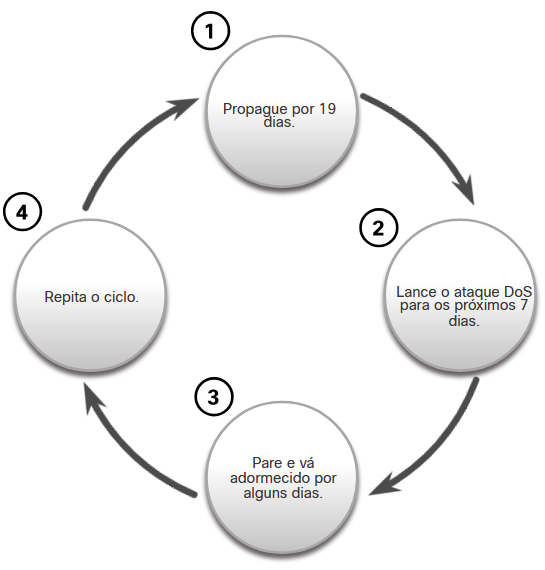 1
Propague por 19
dias.
2
Lance o ataque DoS
para os próximos 7
dias.
3
Pare e vá
adormecido por
alguns dias.
4
Repita o ciclo.